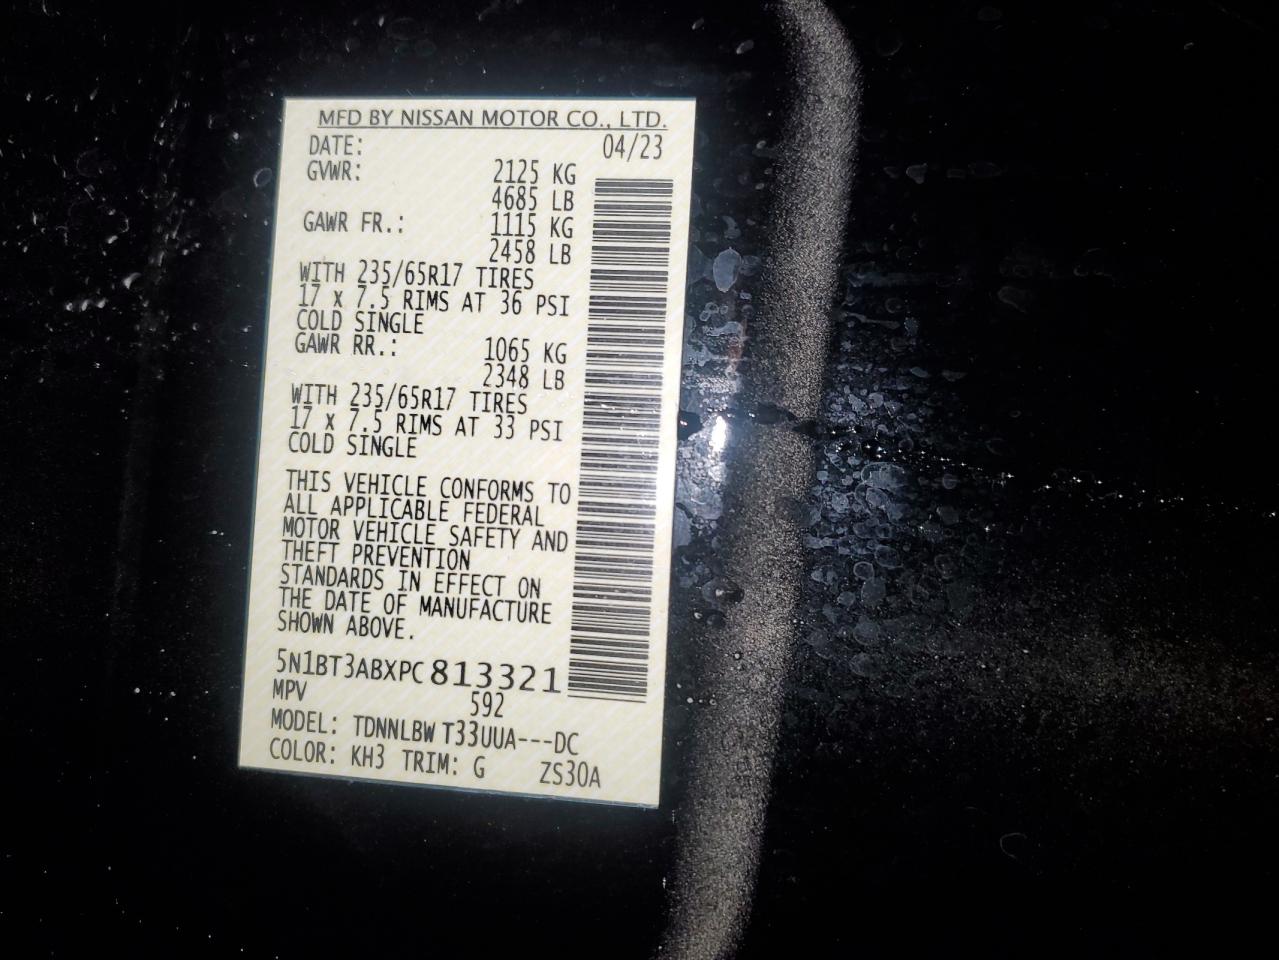 MFD BY NISSAN MOTOR CO., LTD.
DATE: 04/23
GVWR: 2125 KG
4685 LB
GAWR FR.: 1115 KG
2458 LB
WITH 235/65R17 TIRES
17 x 7.5 RIMS AT 36 PSI
COLD SINGLE
GAWR RR.: 1065 KG
2348 LB
WITH 235/65R17 TIRES
17 x 7.5 RIMS AT 33 PSI
COLD SINGLE
THIS VEHICLE CONFORMS TO
ALL APPLICABLE FEDERAL
MOTOR VEHICLE SAFETY AND
THEFT PREVENTION
STANDARDS IN EFFECT ON
THE DATE OF MANUFACTURE
SHOWN ABOVE.
5N1BT3ABXPC813321
MPV 592
MODEL: TDNNLBW T33UUA---DC
COLOR: KH3 TRIM: G ZS30A